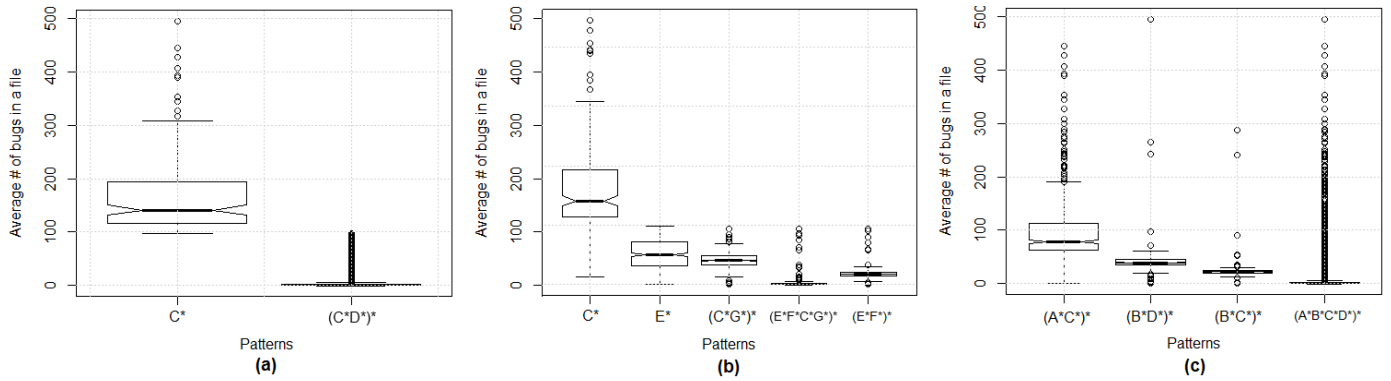 Average # of bugs in a file
500
400
300
200
100
0
C*
(C*D*)*
Patterns
(a)
Average # of bugs in a file
500
400
300
200
100
0
C*
E*
(C*G*)*
(E*F*C*G*)*
(E*F*)*
Patterns
(b)
Average # of bugs in a file
500
400
300
200
100
0
(A*C*)*
(B*D*)*
(B*C*)*
(A*B*C*D*)*
Patterns
(c)